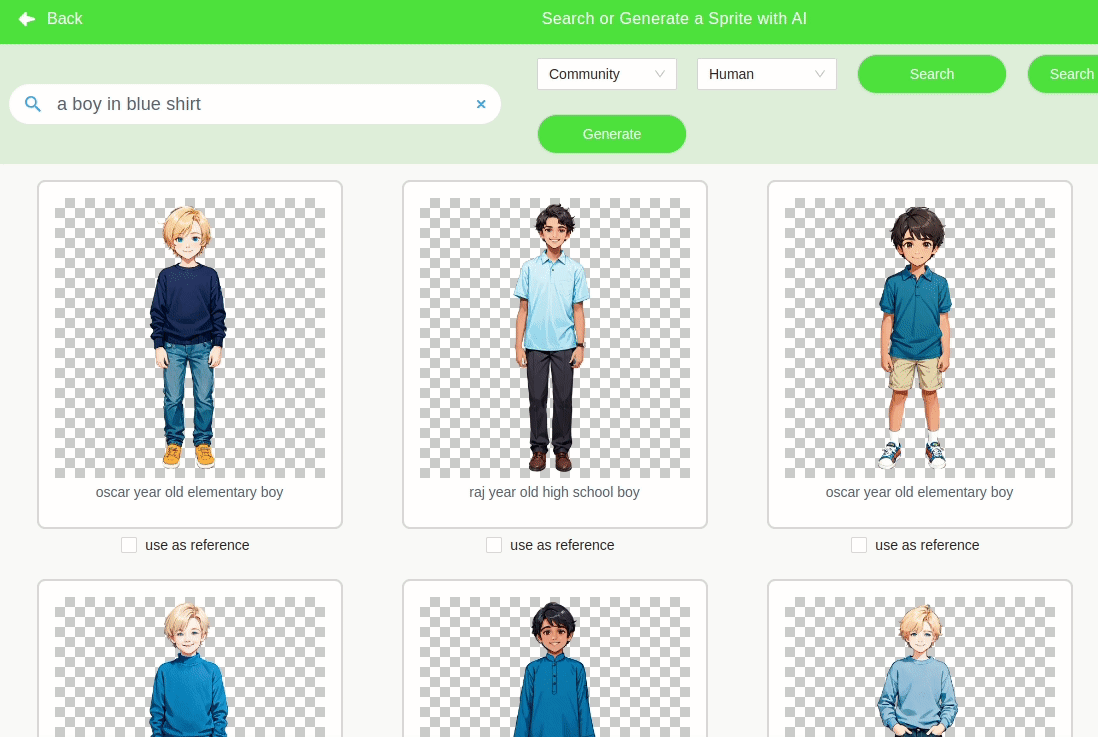 Back
Search or Generate a Sprite with AI
a boy in blue shirt
Community
Human
Search
Search
Generate
oscar year old elementary boy
raj year old high school boy
oscar year old elementary boy
use as reference
use as reference
use as reference